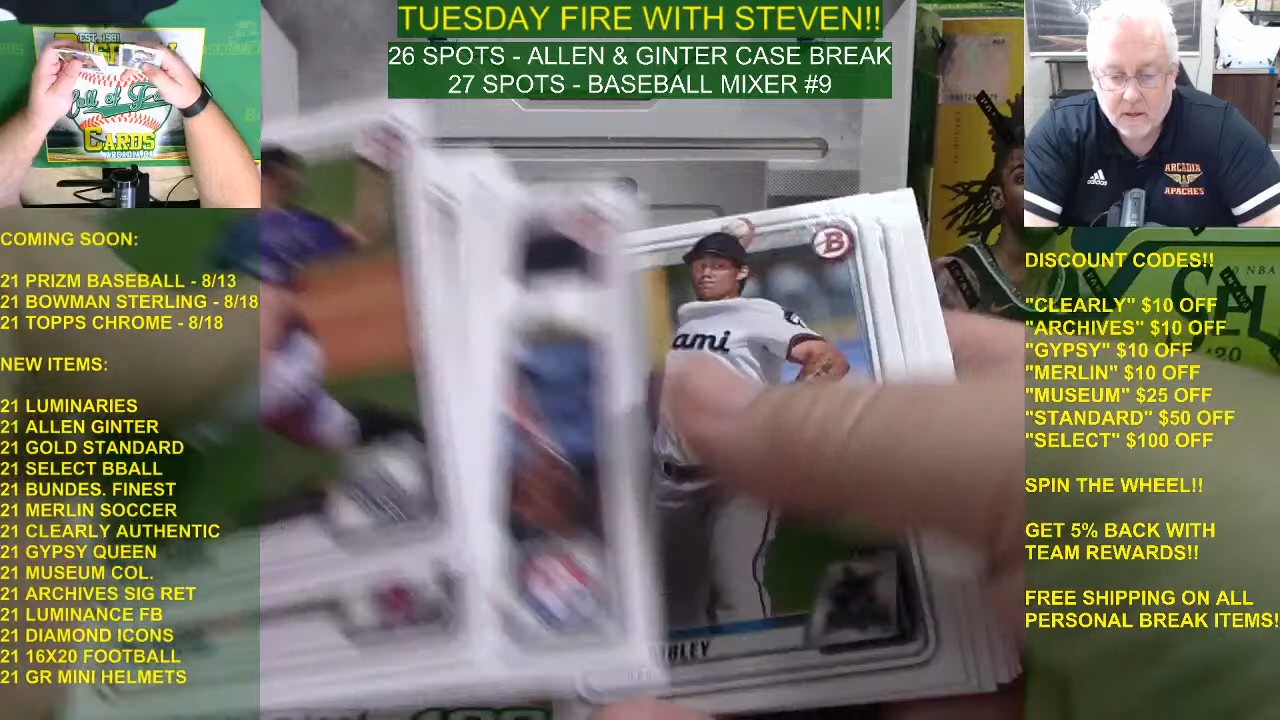 TUESDAY FIRE WITH STEVEN!!
26 SPOTS - ALLEN & GINTER CASE BREAK
27 SPOTS - BASEBALL MIXER #9
EST. 1981
Hall of Fame
CARDS
COMING SOON:
21 PRIZM BASEBALL - 8/13
21 BOWMAN STERLING - 8/18
21 TOPPS CHROME - 8/18
NEW ITEMS:
21 LUMINARIES
21 ALLEN GINTER
21 GOLD STANDARD
21 SELECT BBALL
21 BUNDES. FINEST
21 MERLIN SOCCER
21 CLEARLY AUTHENTIC
21 GYPSY QUEEN
21 MUSEUM COL.
21 ARCHIVES SIG RET
21 LUMINANCE FB
21 DIAMOND ICONS
21 16X20 FOOTBALL
21 GR MINI HELMETS
B
ami
adidas
ARCADIA
APACHES
DISCOUNT CODES!!
"CLEARLY" $10 OFF
"ARCHIVES" $10 OFF
"GYPSY" $10 OFF
"MERLIN" $10 OFF
"MUSEUM" $25 OFF
"STANDARD" $50 OFF
"SELECT" $100 OFF
SPIN THE WHEEL!!
GET 5% BACK WITH
TEAM REWARDS!!
FREE SHIPPING ON ALL
PERSONAL BREAK ITEMS!